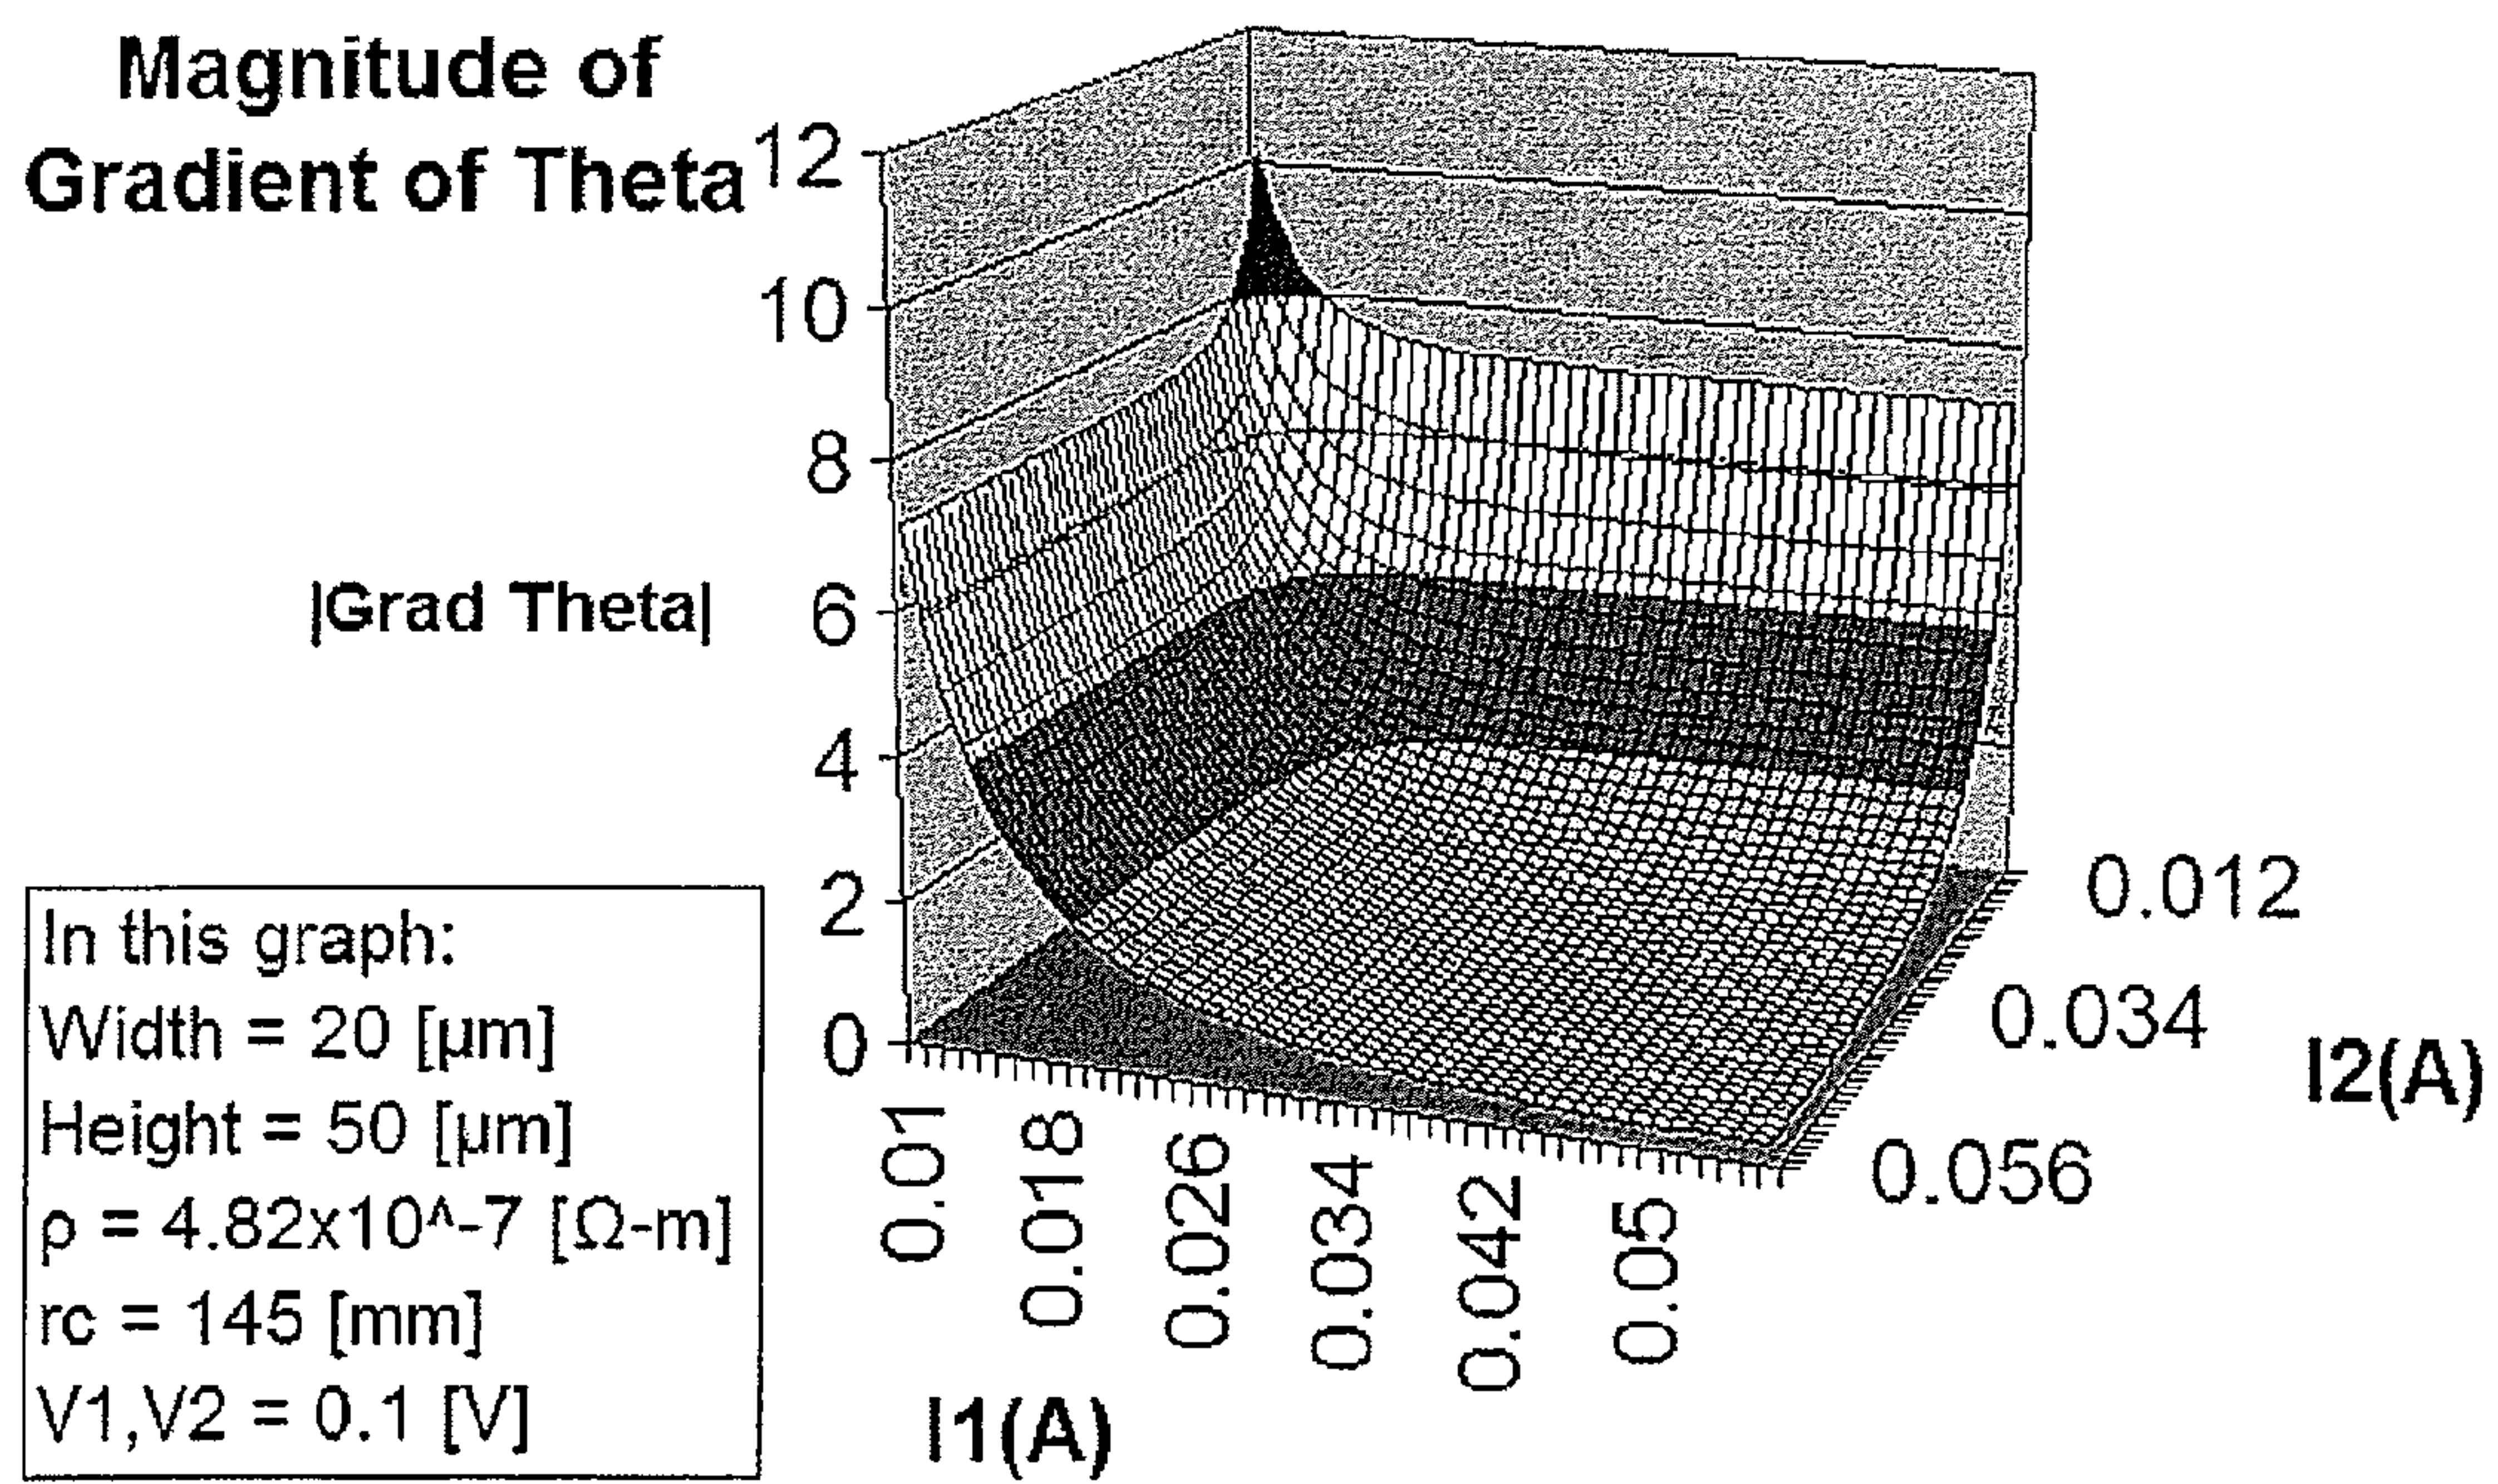 Magnitude of
Gradient of Theta
12
10
8
6
4
2
0
|Grad Theta|
In this graph:
Width = 20 [µm]
Height = 50 [µm]
ρ = 4.82x10^-7 [Ω-m]
rc = 145 [mm]
V1,V2 = 0.1 [V]
0.01
0.018
0.026
0.034
0.042
0.05
I1(A)
0.012
0.034
0.056
I2(A)